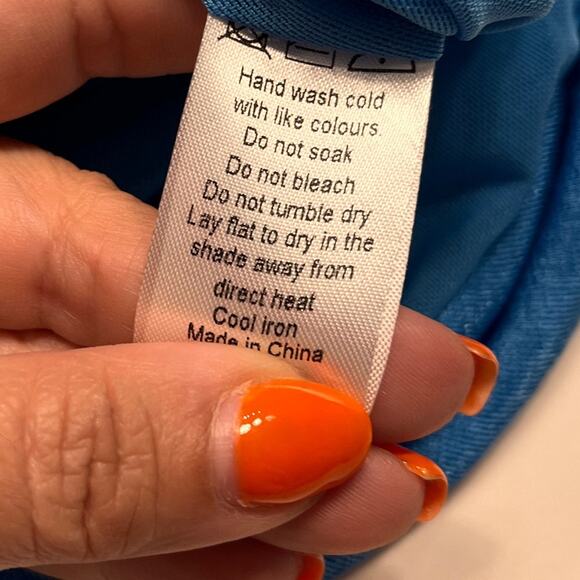 Hand wash cold
with like colours.
Do not soak
Do not bleach
Do not tumble dry
Lay flat to dry in the
shade away from
direct heat
Cool iron
Made in China